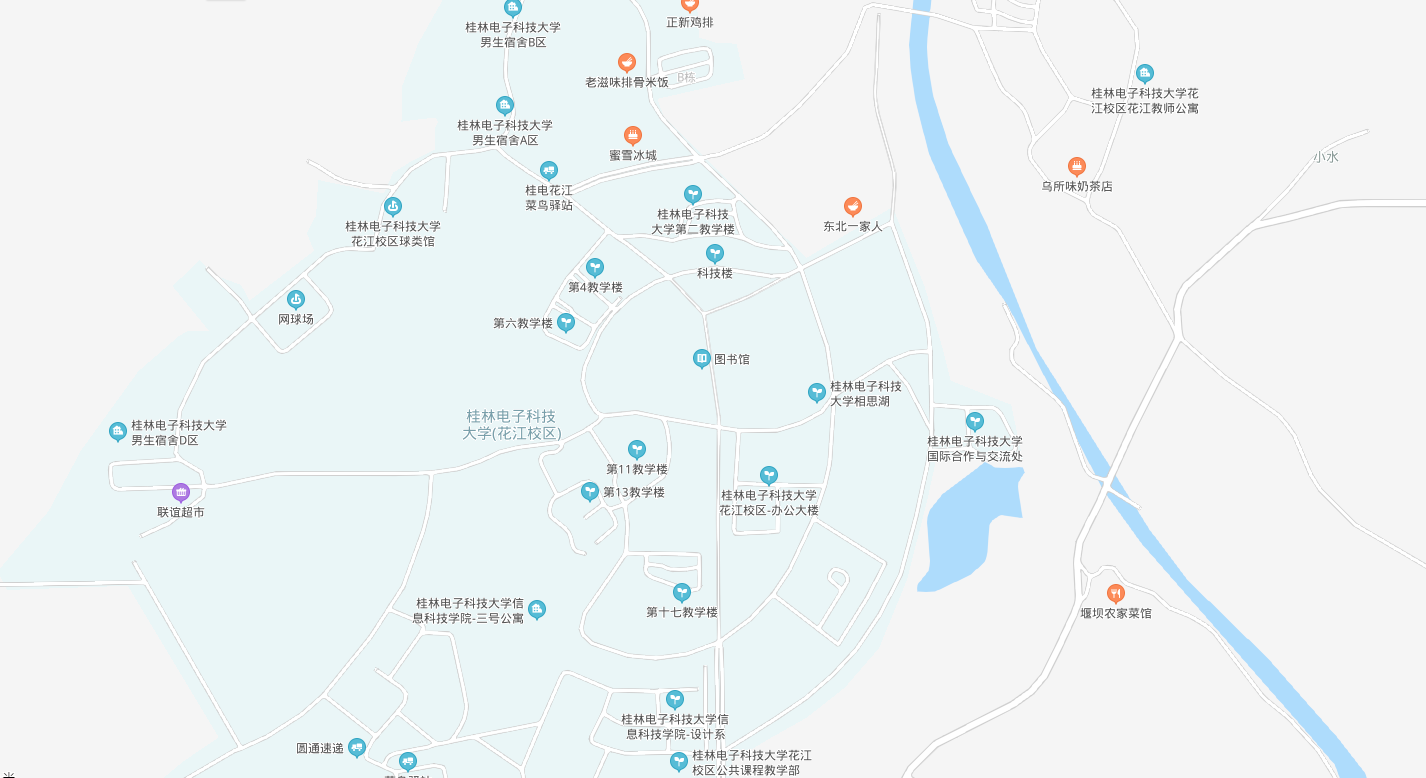 桂林电子科技大学
男生宿舍B区
正新鸡排
老滋味排骨米饭
B栋
桂林电子科技大学花
江校区花江教师公寓
桂林电子科技大学
男生宿舍A区
蜜雪冰城
小水
乌所味奶茶店
桂电花江
菜鸟驿站
桂林电子科技
大学第二教学楼
东北一家人
桂林电子科技大学
花江校区球类馆
科技楼
第4教学楼
网球场
第六教学楼
图书馆
桂林电子科技
大学相思湖
桂林电子科技
大学(花江校区)
桂林电子科技大学
男生宿舍D区
桂林电子科技大学
国际合作与交流处
第11教学楼
第13教学楼
桂林电子科技大学
花江校区-办公大楼
联谊超市
桂林电子科技大学信
息科技学院-三号公寓
第十七教学楼
堰坝农家菜馆
桂林电子科技大学信
息科技学院-设计系
圆通速递
桂林电子科技大学花江
校区公共课程教学部